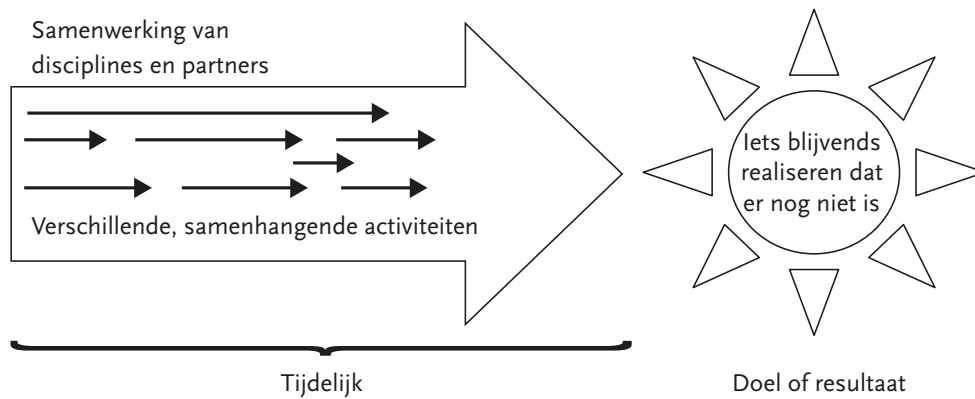 Samenwerking van
disciplines en partners
Verschillende, samenhangende activiteiten
Iets blijvends
realiseren dat
er nog niet is
Tijdelijk
Doel of resultaat